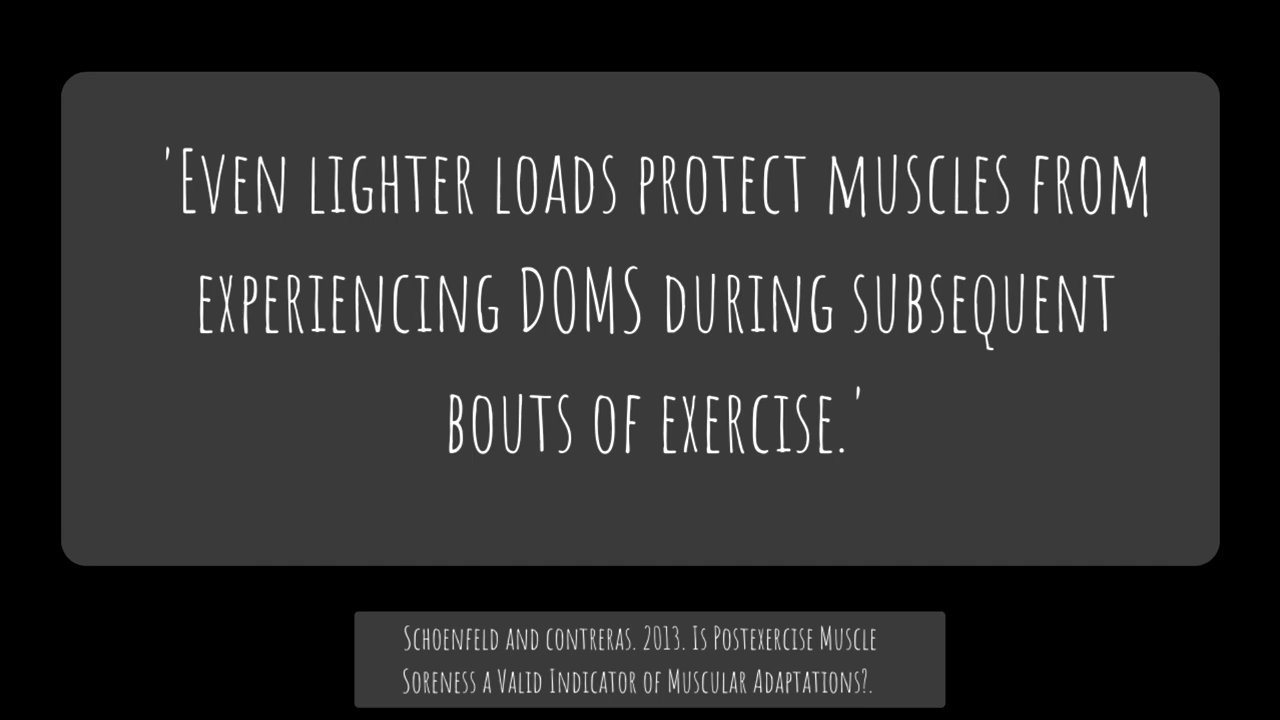 'Even lighter loads protect muscles from
experiencing DOMS during subsequent
bouts of exercise.'
Schoenfeld and contreras. 2013. Is Postexercise Muscle
Soreness a Valid Indicator of Muscular Adaptations?.